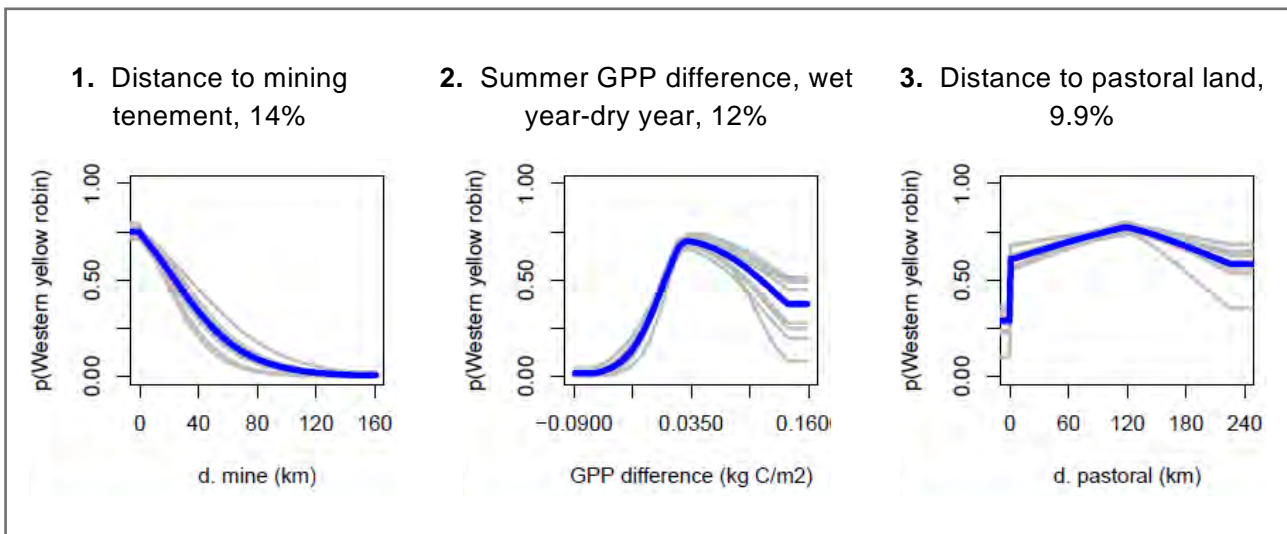 1. Distance to mining
tenement, 14%
p(Western yellow robin)
1.00
0.50
0.00
0 40 80 120 160
d. mine (km)
2. Summer GPP difference, wet
year-dry year, 12%
p(Western yellow robin)
1.00
0.50
0.00
−0.0900 0.0350 0.160
GPP difference (kg C/m2)
3. Distance to pastoral land,
9.9%
p(Western yellow robin)
1.00
0.50
0.00
0 60 120 180 240
d. pastoral (km)